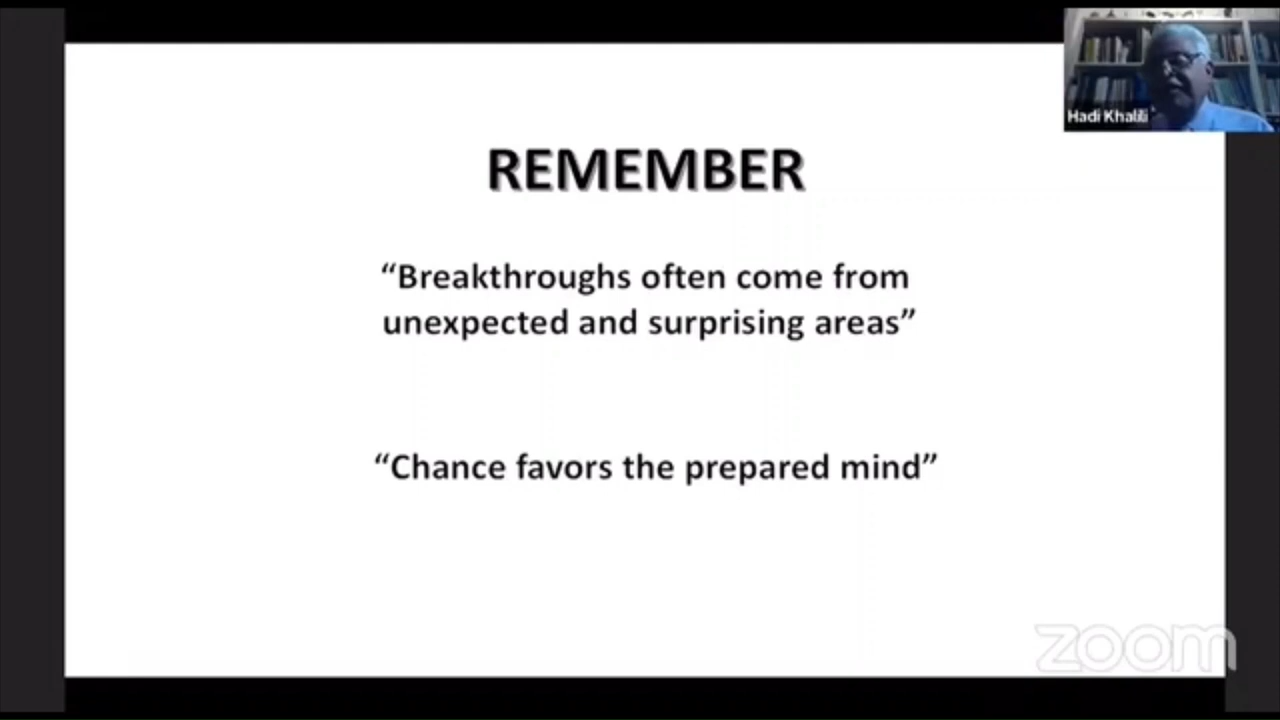 Hadi Khalili
REMEMBER
“Breakthroughs often come from
unexpected and surprising areas”
“Chance favors the prepared mind”
zoom